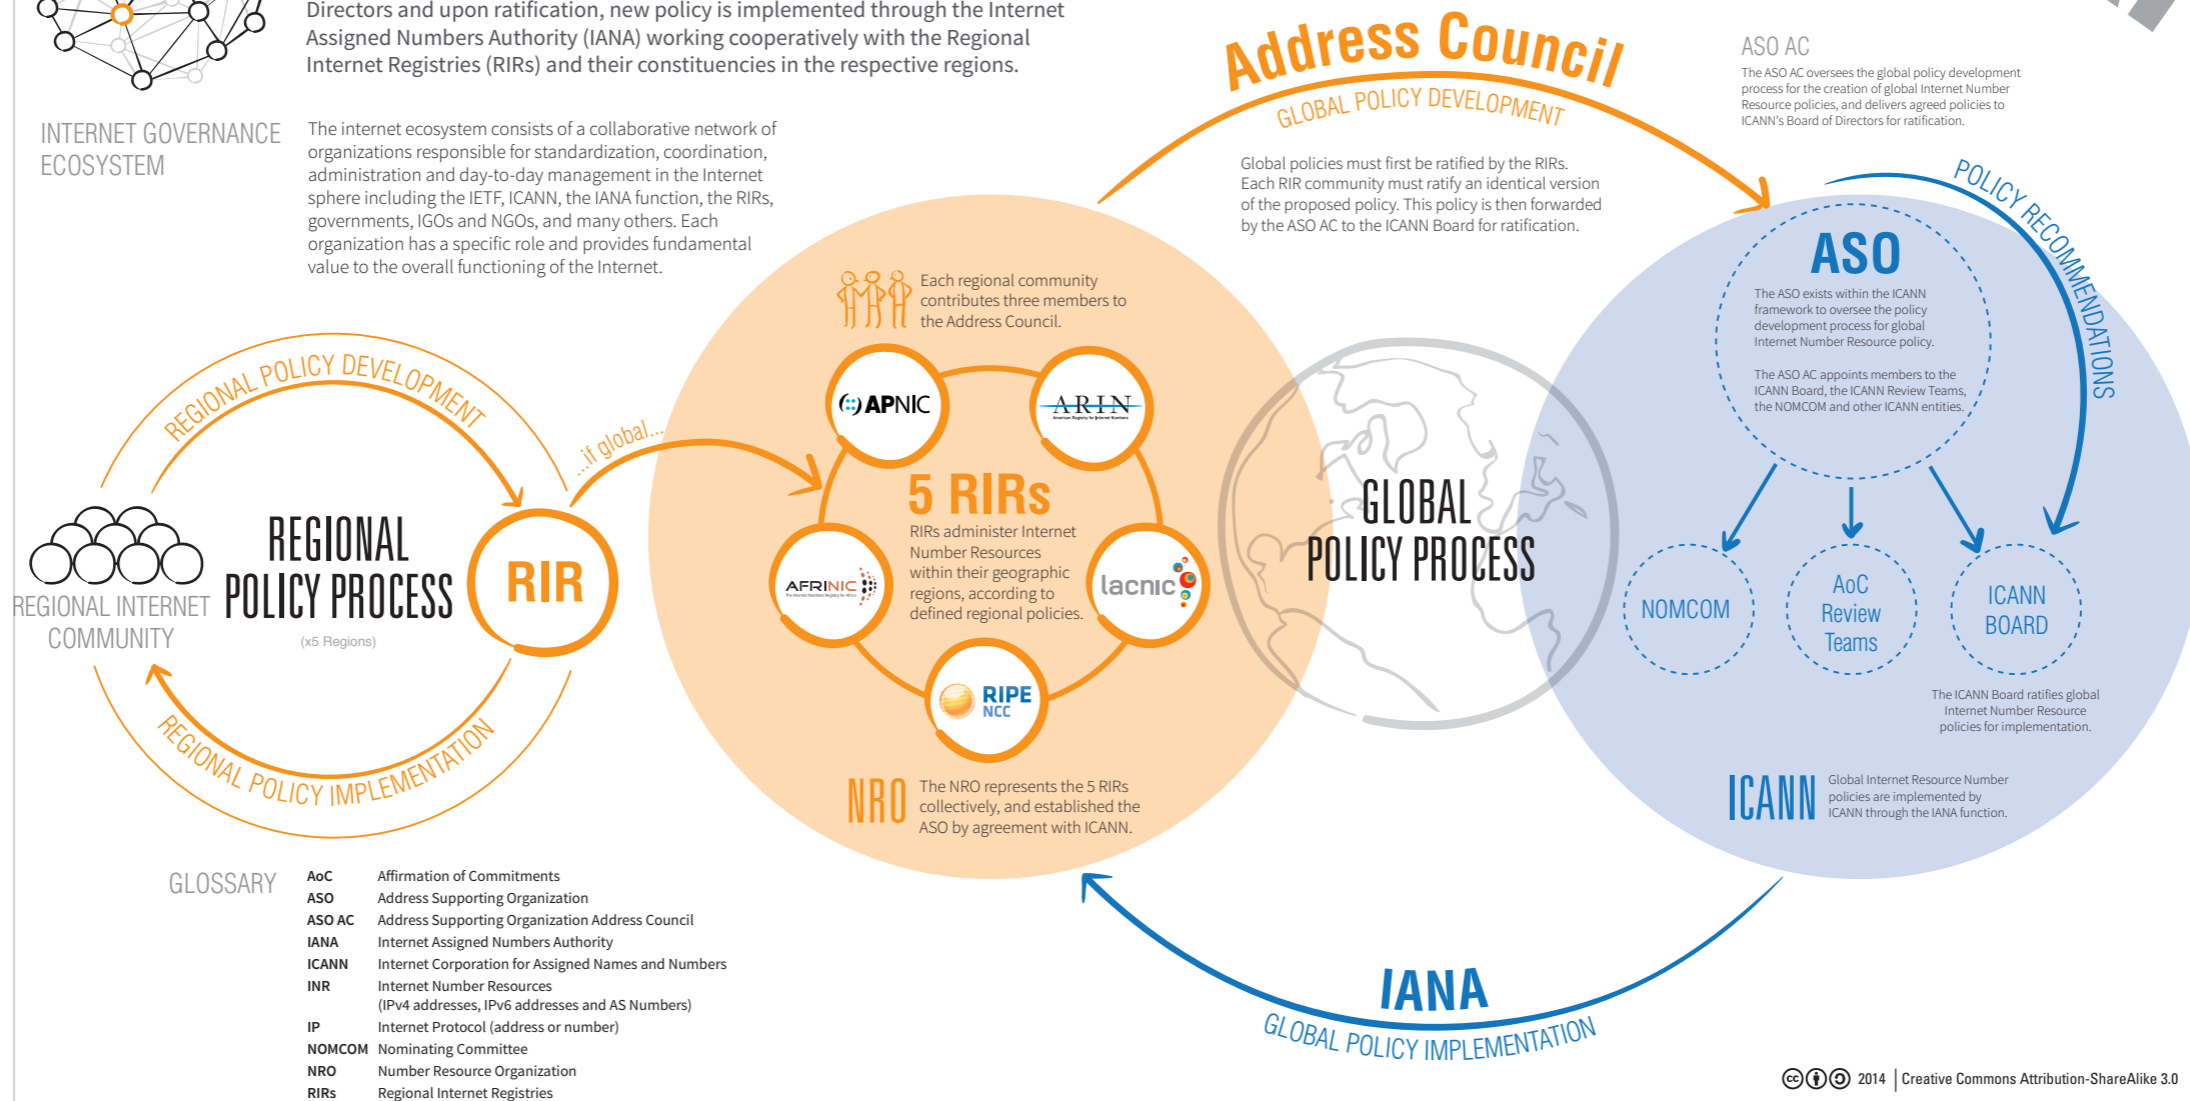 Directors and upon ratification, new policy is implemented through the Internet
Assigned Numbers Authority (IANA) working cooperatively with the Regional
Internet Registries (RIRs) and their constituencies in the respective regions.
INTERNET GOVERNANCE
ECOSYSTEM
The internet ecosystem consists of a collaborative network of
organizations responsible for standardization, coordination,
administration and day-to-day management in the Internet
sphere including the IETF, ICANN, the IANA function, the RIRs,
governments, IGOs and NGOs, and many others. Each
organization has a specific role and provides fundamental
value to the overall functioning of the Internet.
Address Council
GLOBAL POLICY DEVELOPMENT
Global policies must first be ratified by the RIRs.
Each RIR community must ratify an identical version
of the proposed policy. This policy is then forwarded
by the ASO AC to the ICANN Board for ratification.
ASO AC
The ASO AC oversees the global policy development
process for the creation of global Internet Number
Resource policies, and delivers agreed policies to
ICANN's Board of Directors for ratification.
POLICY RECOMMENDATIONS
REGIONAL POLICY DEVELOPMENT
REGIONAL INTERNET
COMMUNITY
REGIONAL
POLICY PROCESS
(x5 Regions)
RIR
REGIONAL POLICY IMPLEMENTATION
...if global...
Each regional community
contributes three members to
the Address Council.
APNIC
ARIN
American Registry for Internet Numbers
5 RIRs
RIRs administer Internet
Number Resources
within their geographic
regions, according to
defined regional policies.
AFRINIC
The Internet Numbers Registry for Africa
lacnic
RIPE
NCC
NRO
The NRO represents the 5 RIRs
collectively, and established the
ASO by agreement with ICANN.
GLOBAL
POLICY PROCESS
ASO
The ASO exists within the ICANN
framework to oversee the policy
development process for global
Internet Number Resource policy.
The ASO AC appoints members to the
ICANN Board, the ICANN Review Teams,
the NOMCOM and other ICANN entities.
NOMCOM
AoC
Review
Teams
ICANN
BOARD
The ICANN Board ratifies global
Internet Number Resource
policies for implementation.
ICANN
Global Internet Resource Number
policies are implemented by
ICANN through the IANA function.
IANA
GLOBAL POLICY IMPLEMENTATION
GLOSSARY
AoC Affirmation of Commitments
ASO Address Supporting Organization
ASO AC Address Supporting Organization Address Council
IANA Internet Assigned Numbers Authority
ICANN Internet Corporation for Assigned Names and Numbers
INR Internet Number Resources
(IPv4 addresses, IPv6 addresses and AS Numbers)
IP Internet Protocol (address or number)
NOMCOM Nominating Committee
NRO Number Resource Organization
RIRs Regional Internet Registries
cc 2014 | Creative Commons Attribution-ShareAlike 3.0